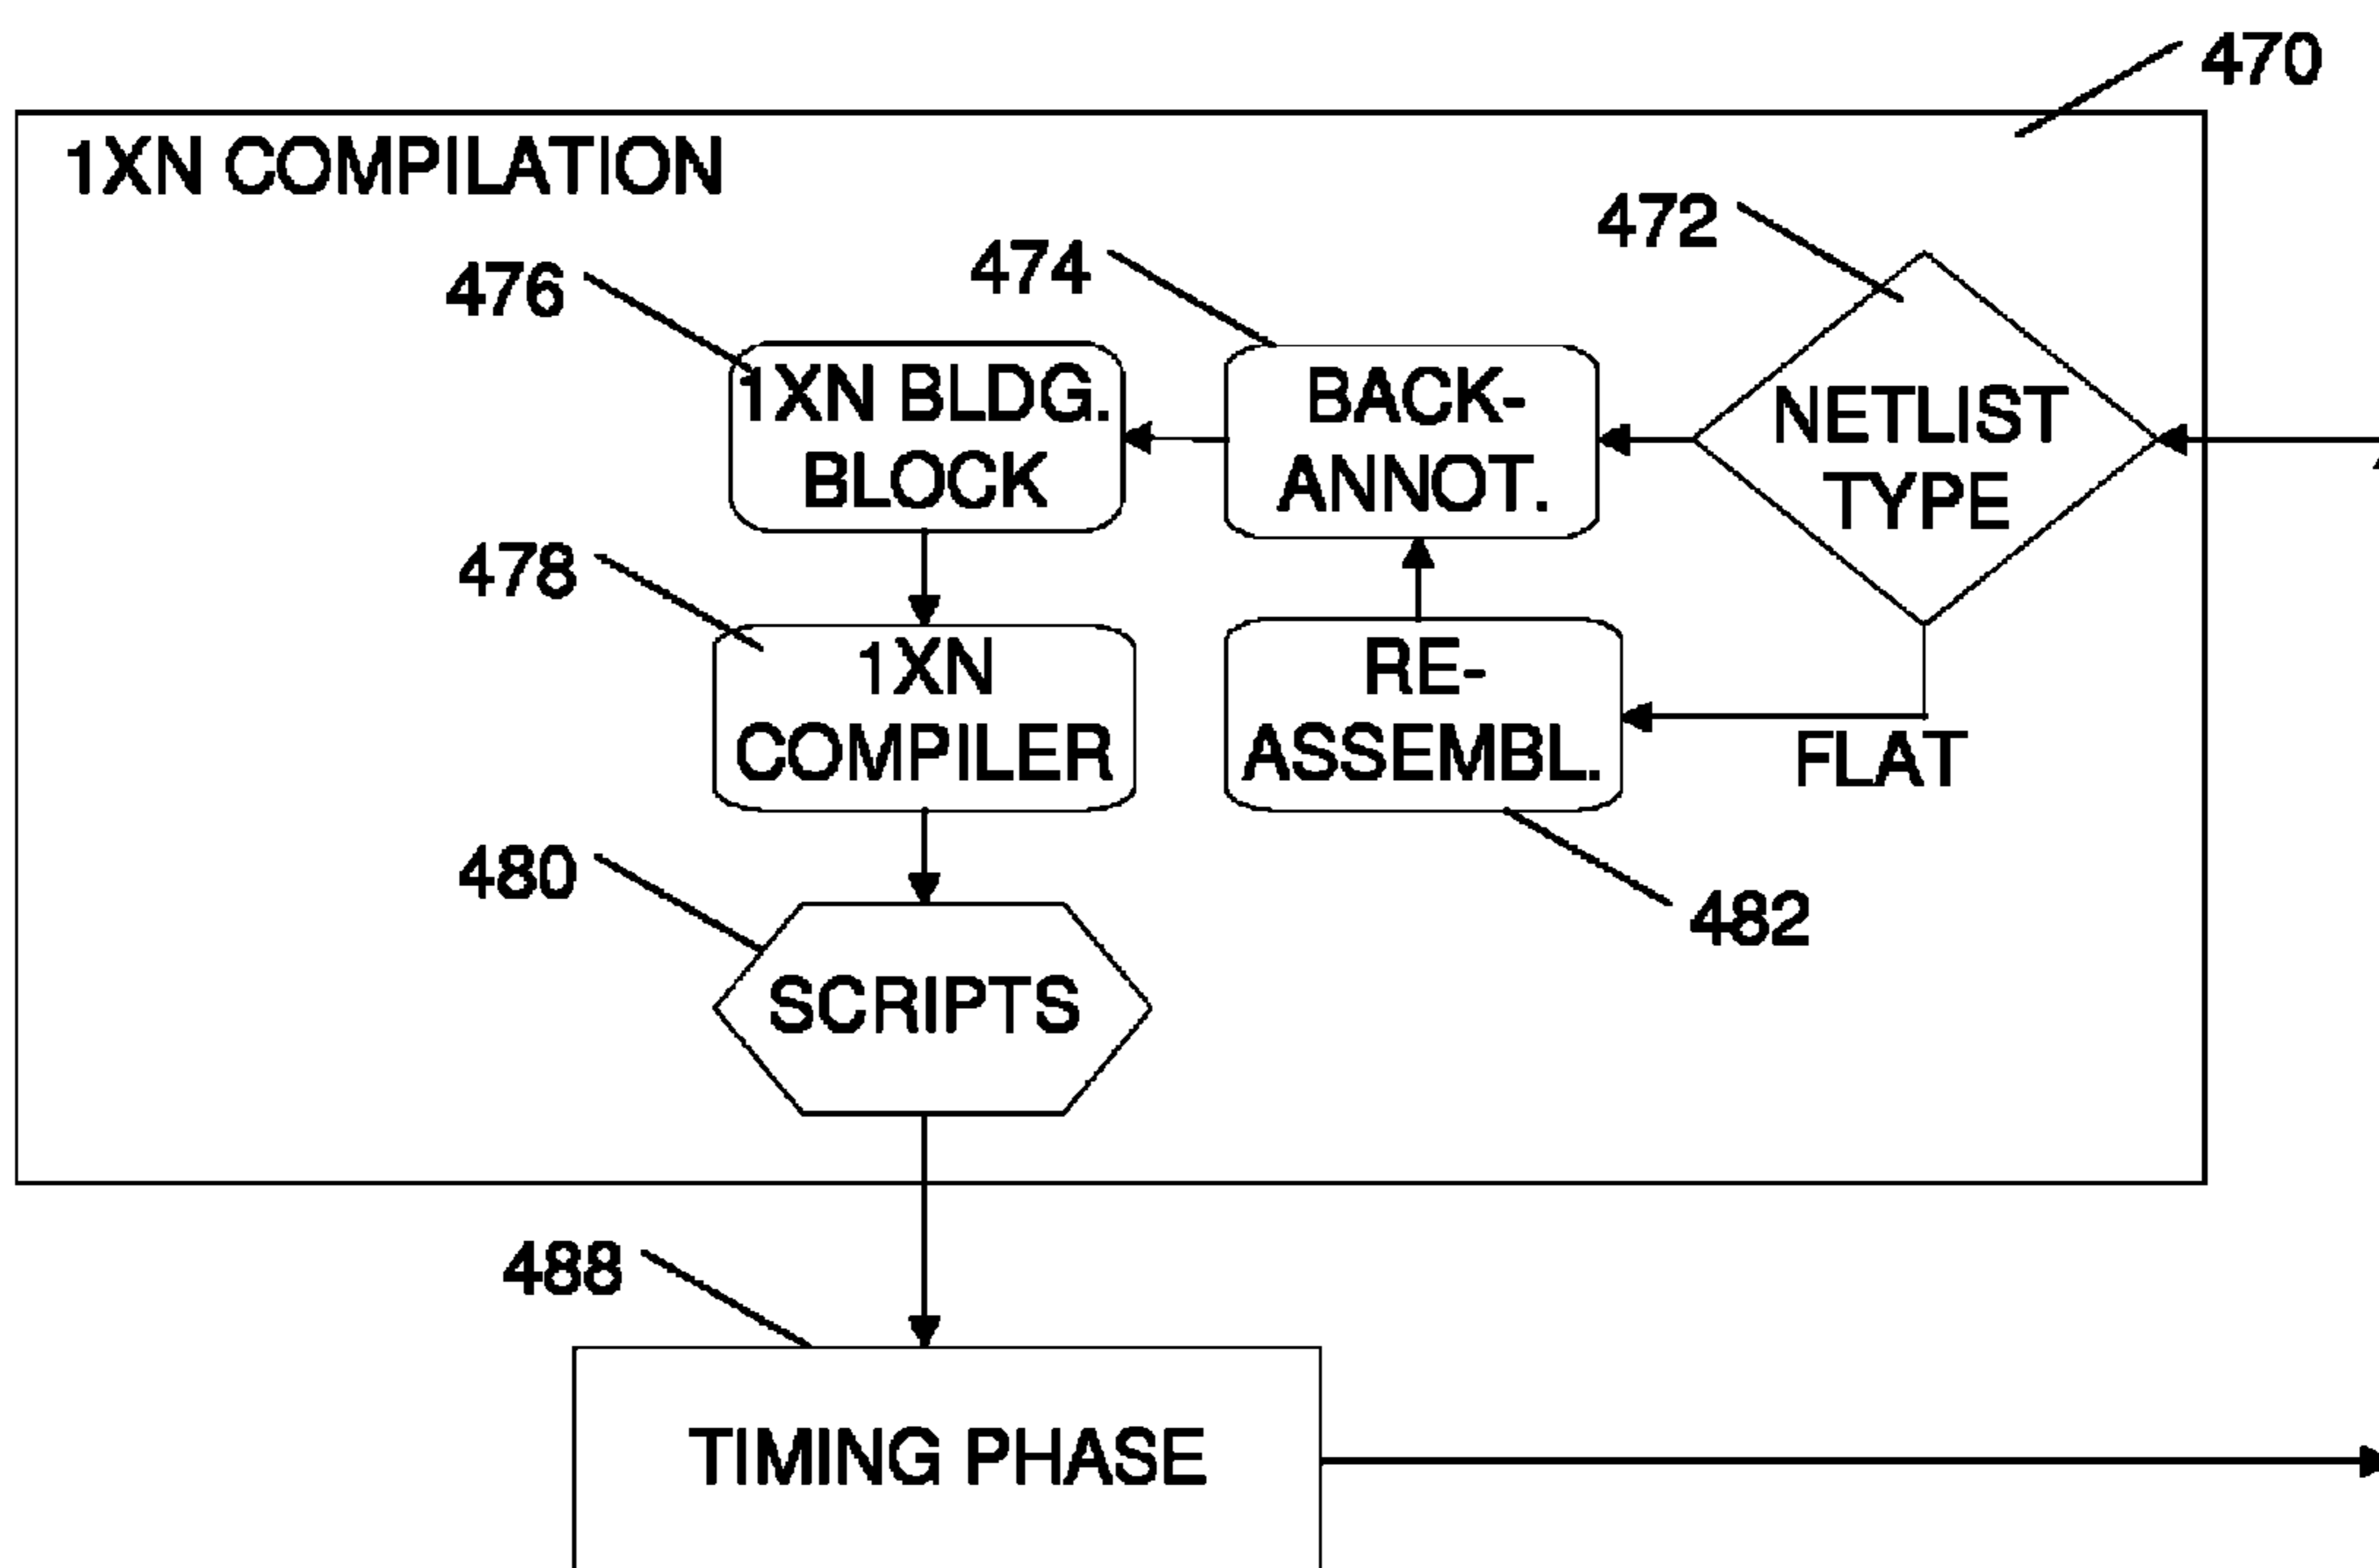 470
1XN COMPILATION
472
474
476
1XN BLDG.
BLOCK
BACK-
ANNOT.
NETLIST
TYPE
478
1XN
COMPILER
RE-
ASSEMBL.
FLAT
480
482
SCRIPTS
488
TIMING PHASE